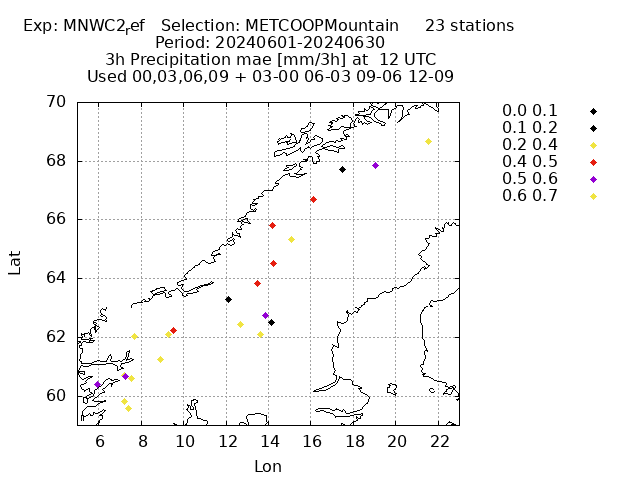 Exp: MNWC2ref   Selection: METCOOPMountain     23 stations
Period: 20240601-20240630
3h Precipitation mae [mm/3h] at  12 UTC
Used 00,03,06,09 + 03-00 06-03 09-06 12-09
70
68
66
64
62
60
Lat
6 8 10 12 14 16 18 20 22
Lon
0.0 0.1
0.1 0.2
0.2 0.4
0.4 0.5
0.5 0.6
0.6 0.7